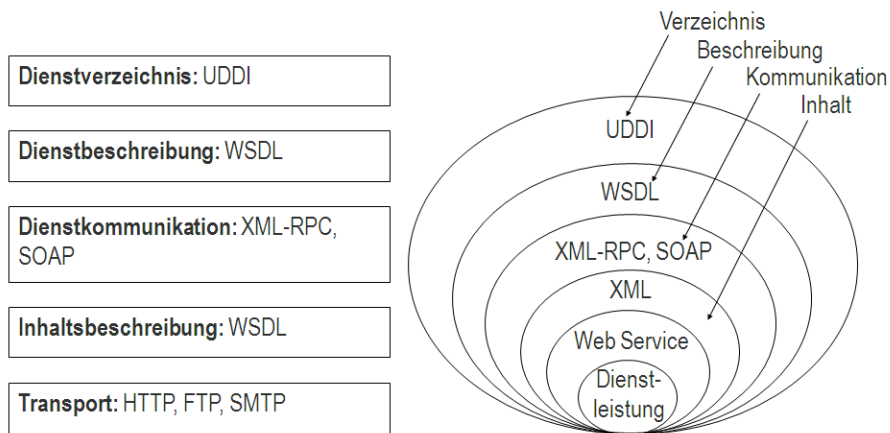 Dienstverzeichnis: UDDI
Dienstbeschreibung: WSDL
Dienstkommunikation: XML-RPC,
SOAP
Inhaltsbeschreibung: WSDL
Transport: HTTP, FTP, SMTP
Verzeichnis
Beschreibung
Kommunikation
Inhalt
UDDI
WSDL
XML-RPC, SOAP
XML
Web Service
Dienst-
leistung